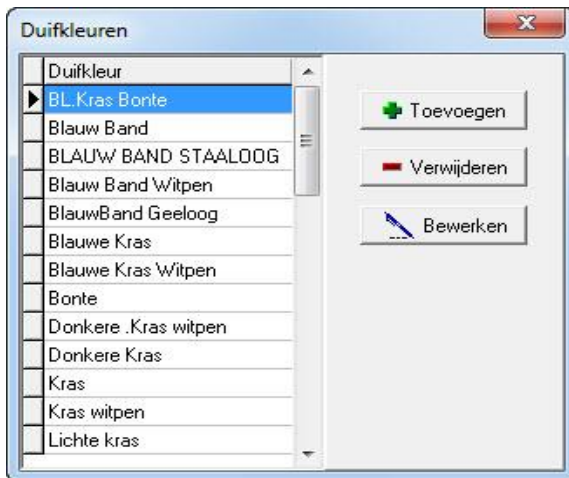 Duifkleuren
Duifkleur
BL.Kras Bonte
Blauw Band
BLAUW BAND STAALOOG
Blauw Band Witpen
BlauwBand Geeloog
Blauwe Kras
Blauwe Kras Witpen
Bonte
Donkere .Kras witpen
Donkere Kras
Kras
Kras witpen
Lichte kras
Toevoegen
Verwijderen
Bewerken